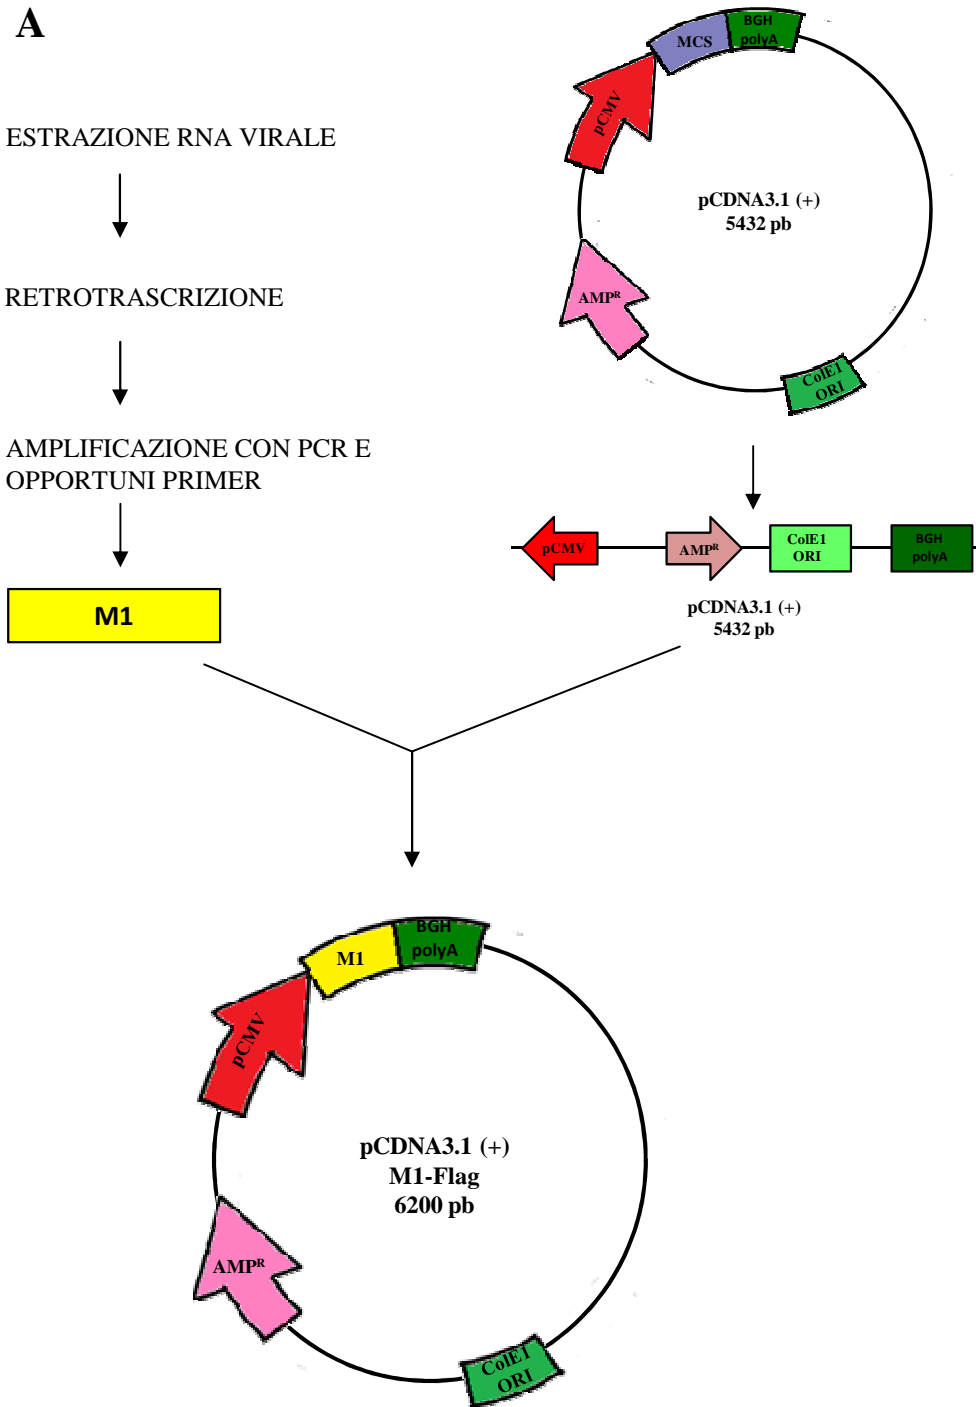 A
ESTRAZIONE RNA VIRALE
RETROTRASCRIZIONE
AMPLIFICAZIONE CON PCR E
OPPORTUNI PRIMER
M1
MCS
BGH
polyA
pCMV
pCDNA3.1 (+)
5432 pb
AMPᴿ
ColE1
ORI
pCMV
AMPᴿ
ColE1
ORI
BGH
polyA
pCDNA3.1 (+)
5432 pb
M1
BGH
polyA
pCMV
pCDNA3.1 (+)
M1-Flag
6200 pb
AMPᴿ
ColE1
ORI